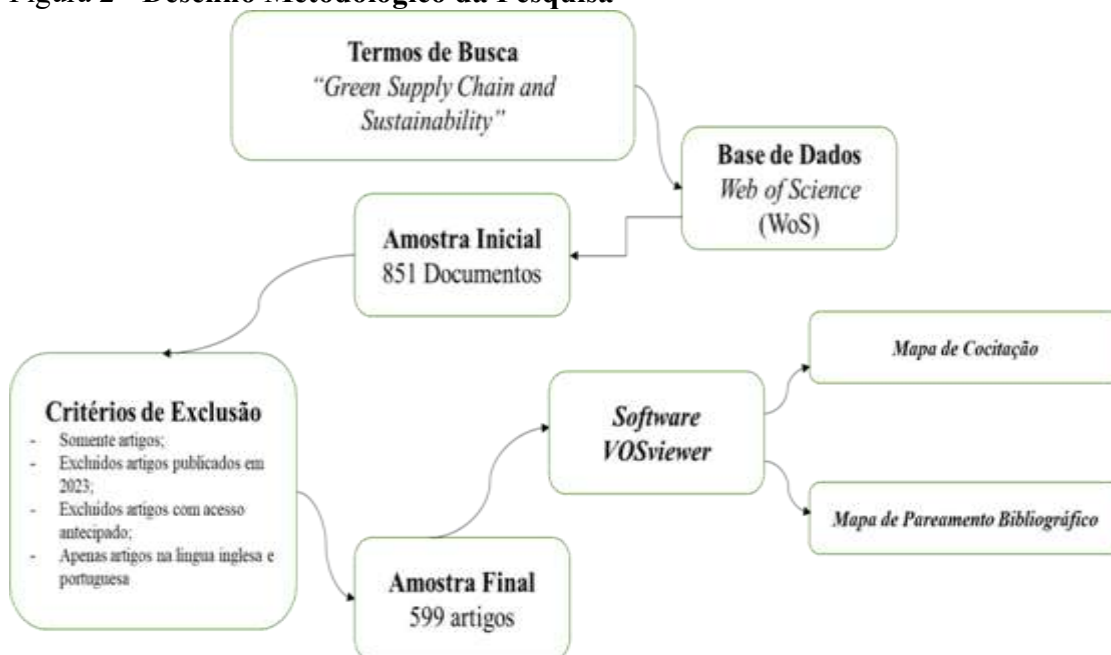 Figura 2 - Desenho Metodológico da Pesquisa
Termos de Busca
“Green Supply Chain and
Sustainability”
Base de Dados
Web of Science
(WoS)
Amostra Inicial
851 Documentos
Critérios de Exclusão
- Somente artigos;
- Excluídos artigos publicados em
2023;
- Excluídos artigos com acesso
antecipado;
- Apenas artigos na língua inglesa e
portuguesa
Amostra Final
599 artigos
Software
VOSviewer
Mapa de Cocitação
Mapa de Pareamento Bibliográfico